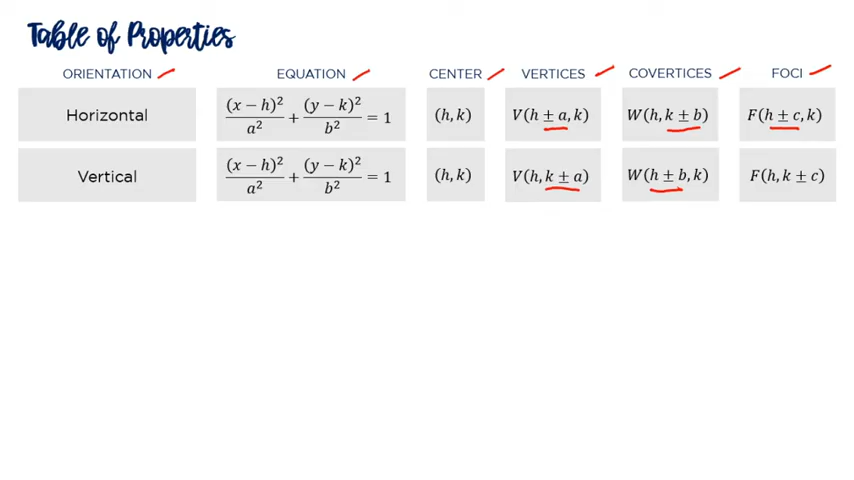 Table of Properties
ORIENTATION EQUATION CENTER VERTICES COVERTICES FOCI
Horizontal (x − h)²/a² + (y − k)²/b² = 1 (h, k) V(h ± a, k) W(h, k ± b) F(h ± c, k)
Vertical (x − h)²/a² + (y − k)²/b² = 1 (h, k) V(h, k ± a) W(h ± b, k) F(h, k ± c)